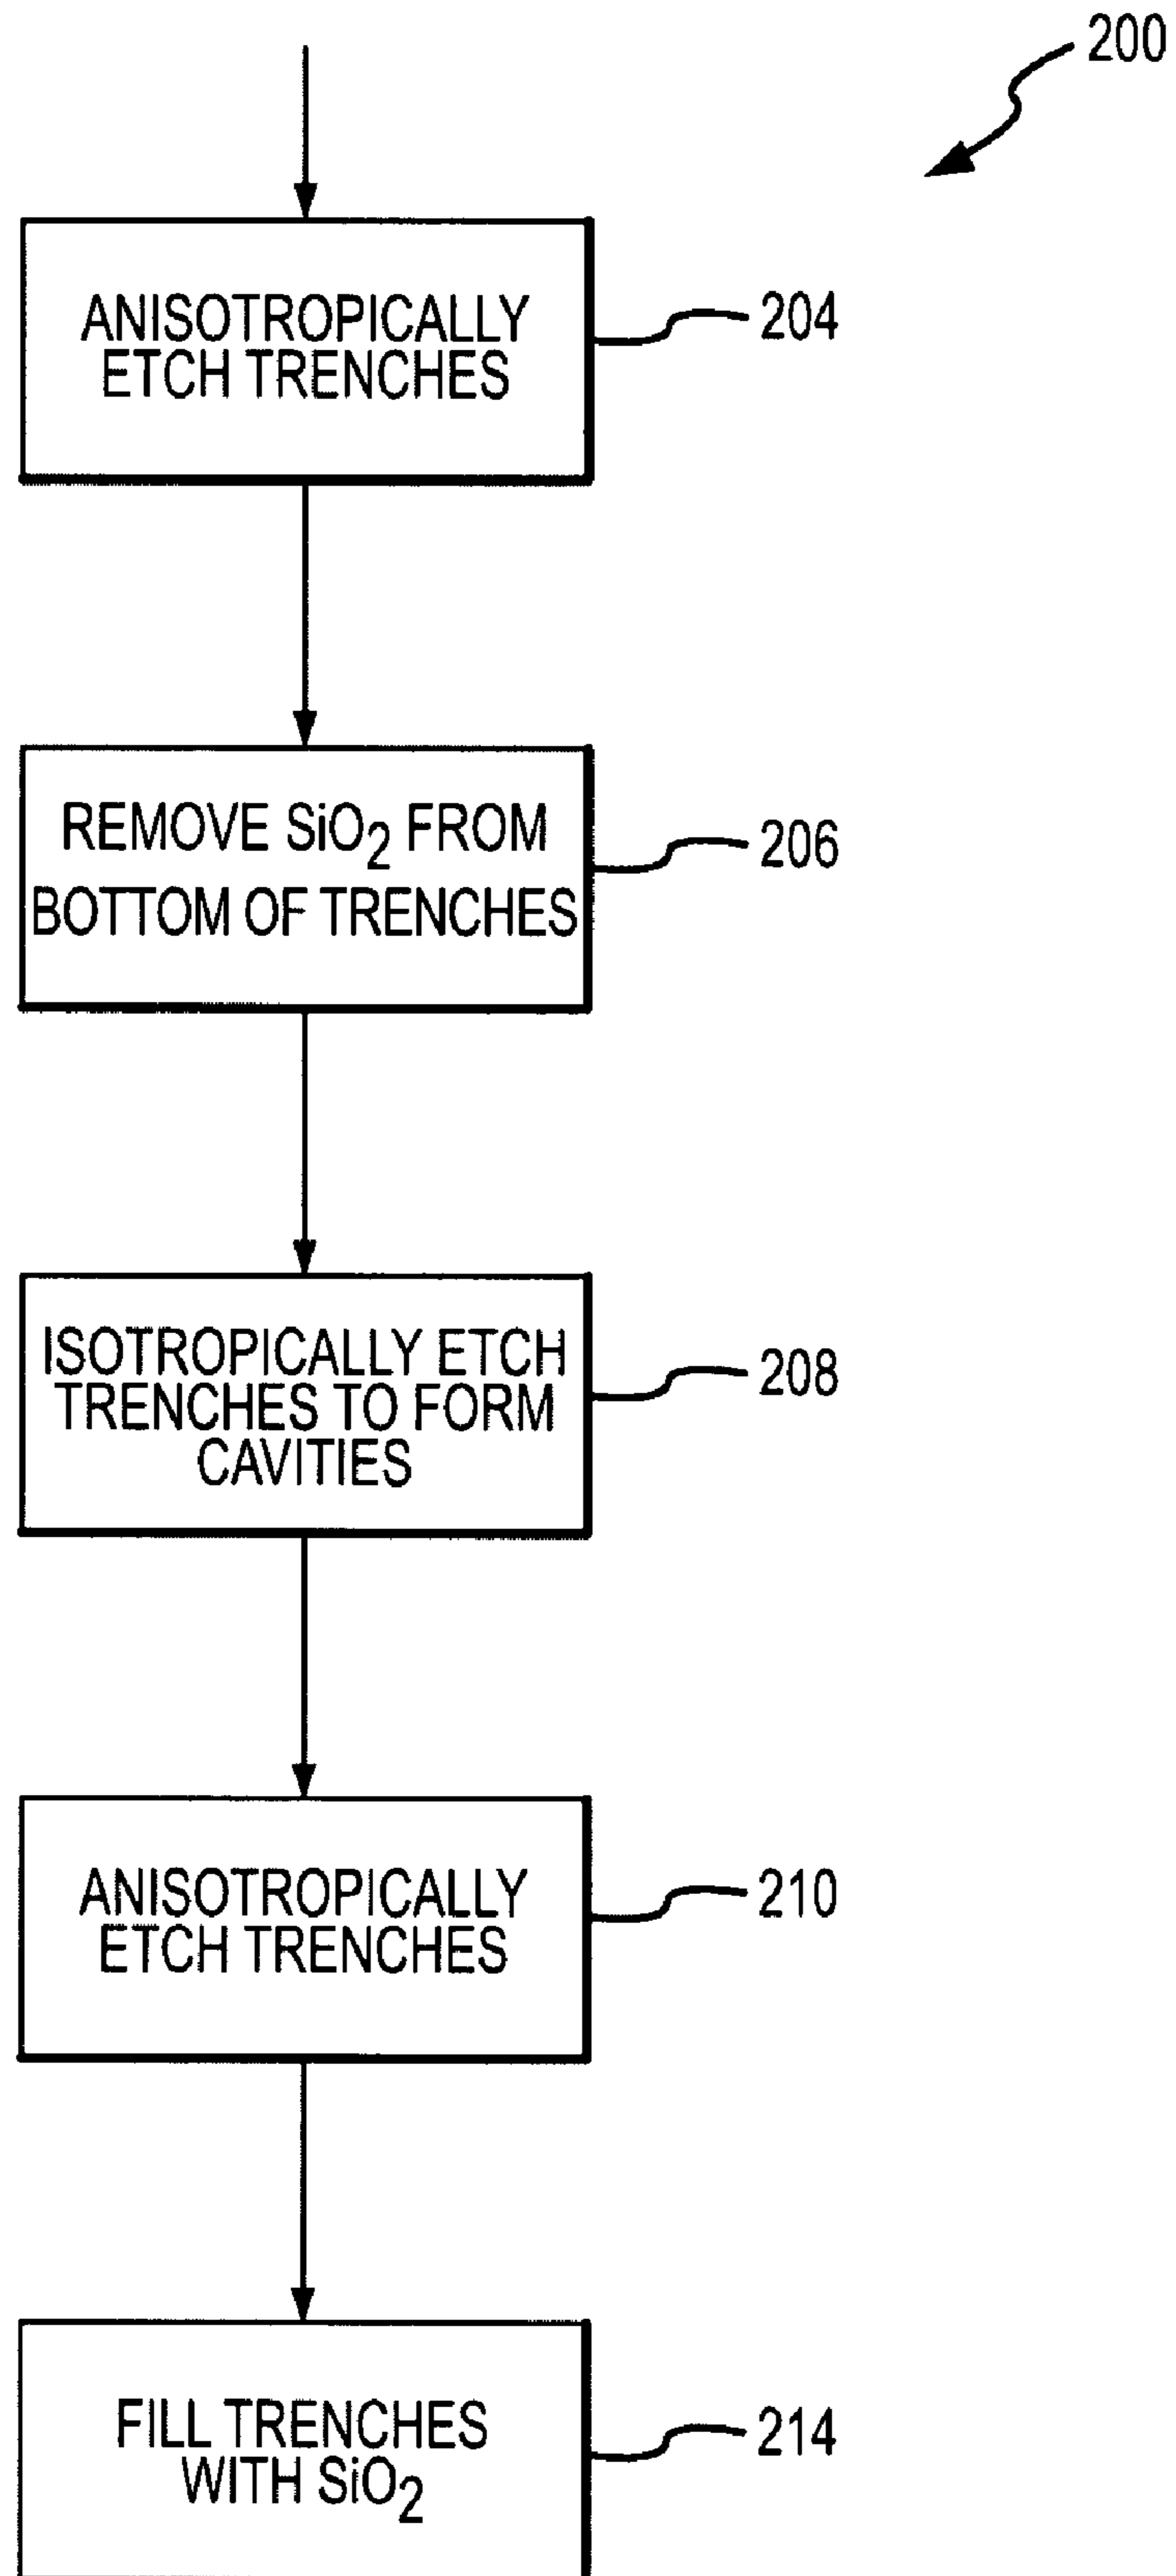 200
ANISOTROPICALLY
ETCH TRENCHES
204
REMOVE SiO₂ FROM
BOTTOM OF TRENCHES
206
ISOTROPICALLY ETCH
TRENCHES TO FORM
CAVITIES
208
ANISOTROPICALLY
ETCH TRENCHES
210
FILL TRENCHES
WITH SiO₂
214